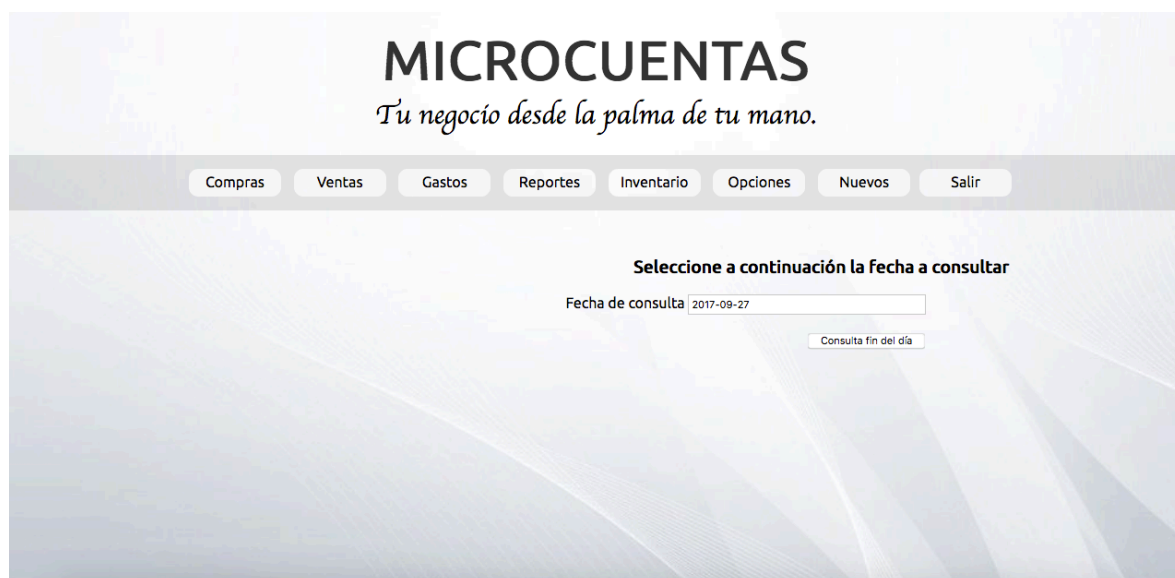 MICROCUENTAS
Tu negocio desde la palma de tu mano.
Compras Ventas Gastos Reportes Inventario Opciones Nuevos Salir
Seleccione a continuación la fecha a consultar
Fecha de consulta 2017-09-27
Consulta fin del día